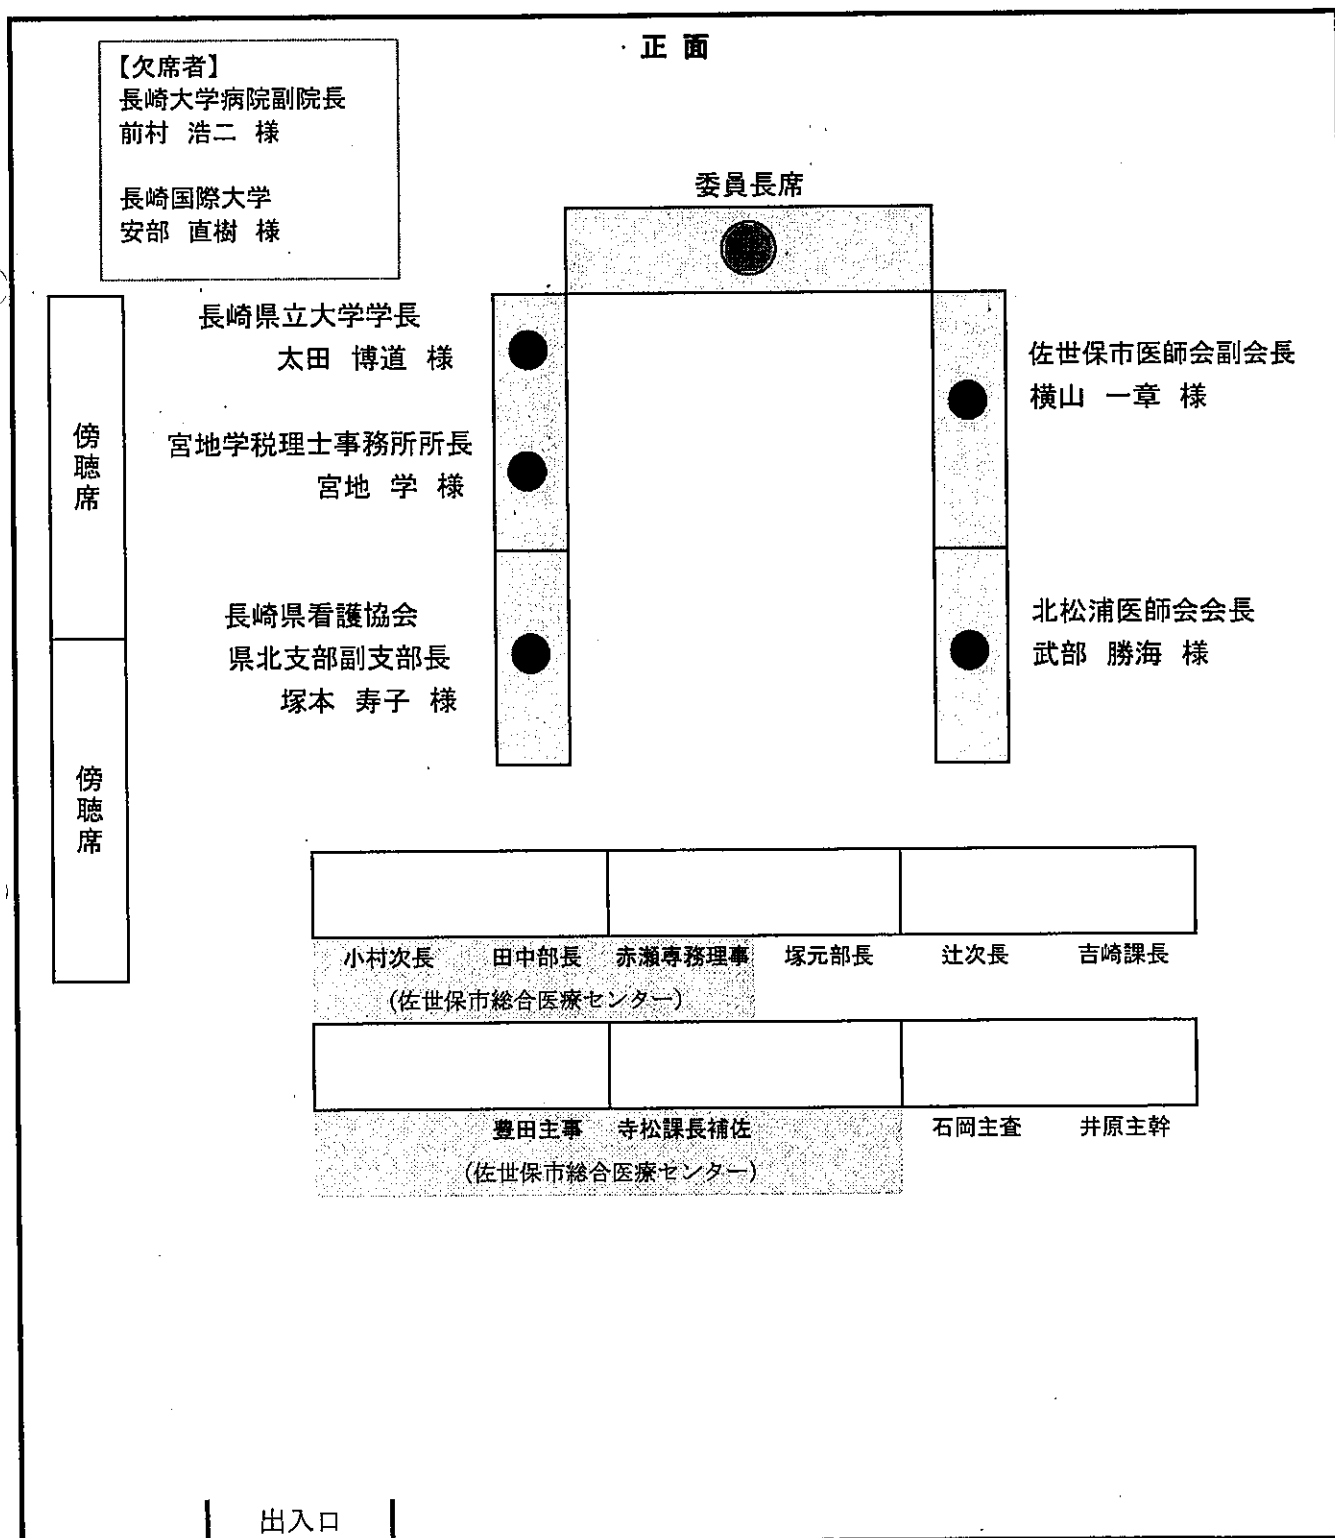 正面
【欠席者】
長崎大学病院副院長
前村 浩二 様
長崎国際大学
安部 直樹 様
委員長席
長崎県立大学学長
太田 博道 様
宮地学税理士事務所所長
宮地 学 様
長崎県看護協会
県北支部副支部長
塚本 寿子 様
佐世保市医師会副会長
横山 一章 様
北松浦医師会会長
武部 勝海 様
傍聴席
傍聴席
小村次長 田中部長 赤瀬専務理事 塚元部長 辻次長 吉崎課長
(佐世保市総合医療センター)
豊田主事 寺松課長補佐 石岡主査 井原主幹
(佐世保市総合医療センター)
出入口